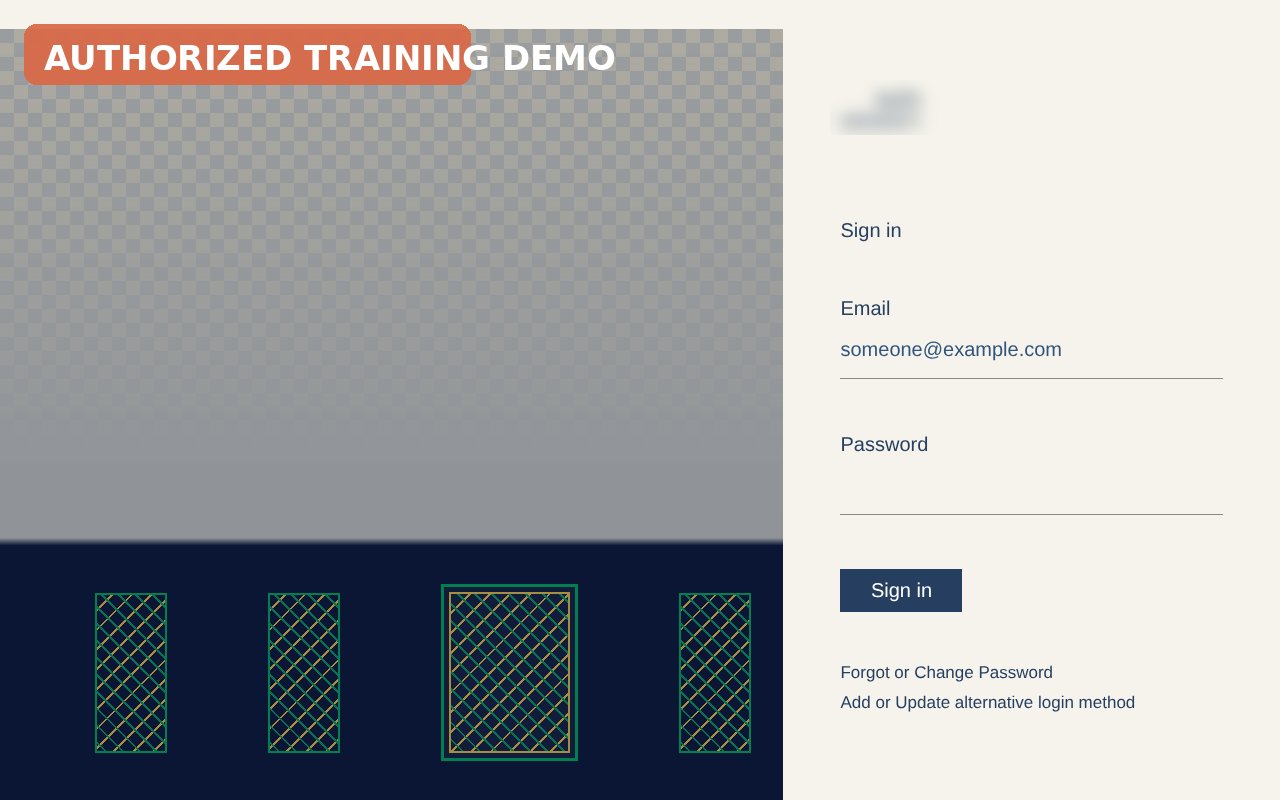 AUTHORIZED TRAINING DEMO
Sign in
Email
someone@example.com
Password
Sign in
Forgot or Change Password
Add or Update alternative login method